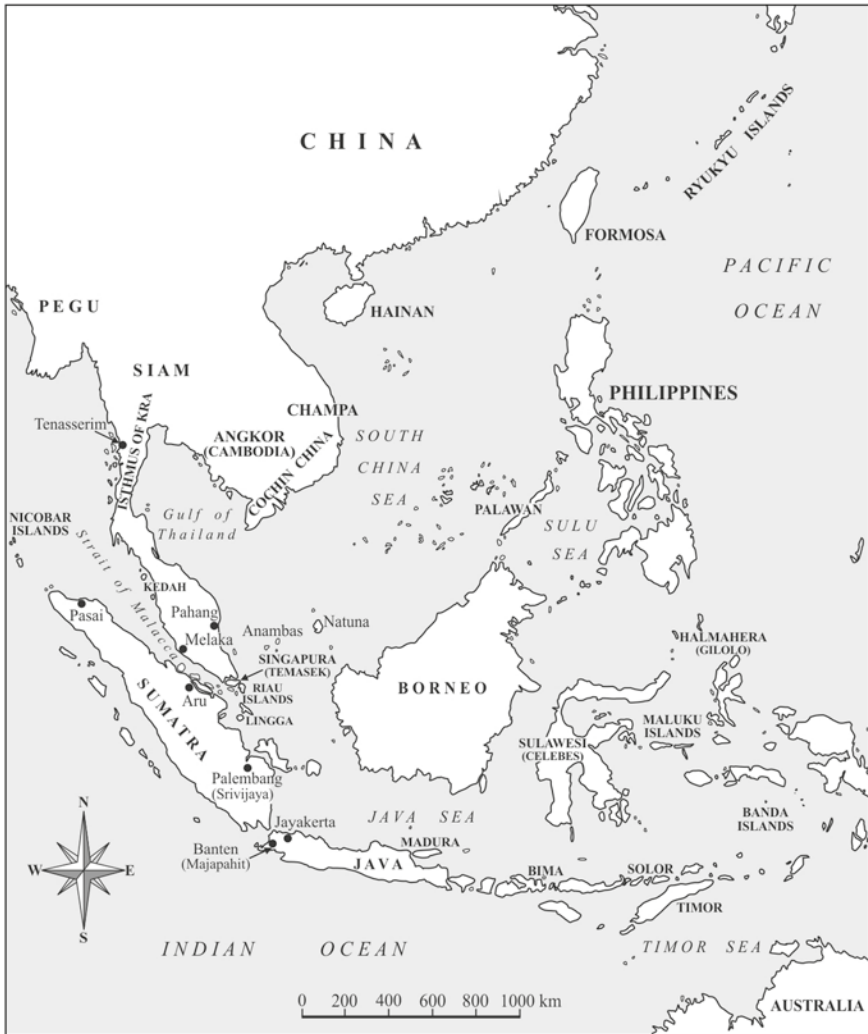 CHINA
RYUKYU ISLANDS
FORMOSA
PACIFIC
OCEAN
PEGU
HAINAN
SIAM
PHILIPPINES
CHAMPA
Tenasserim
ISTHMUS OF KRA
ANGKOR
(CAMBODIA)
COCHIN CHINA
SOUTH
CHINA
SEA
NICOBAR
ISLANDS
Gulf of
Thailand
PALAWAN
SULU
SEA
Strait of Malacca
KEDAH
Pasai
Pahang
Melaka
Anambas
Natuna
HALMAHERA
(GILOLO)
SINGAPURA
(TEMASEK)
SUMATRA
Aru
RIAU
ISLANDS
LINGGA
BORNEO
MALUKU
ISLANDS
SULAWESI
(CELEBES)
Palembang
(Srivijaya)
N
W
E
S
Jayakerta
JAVA SEA
BANDA
ISLANDS
Banten
(Majapahit)
MADURA
JAVA
BIMA
SOLOR
TIMOR
INDIAN OCEAN
TIMOR SEA
0 200 400 600 800 1000 km
AUSTRALIA